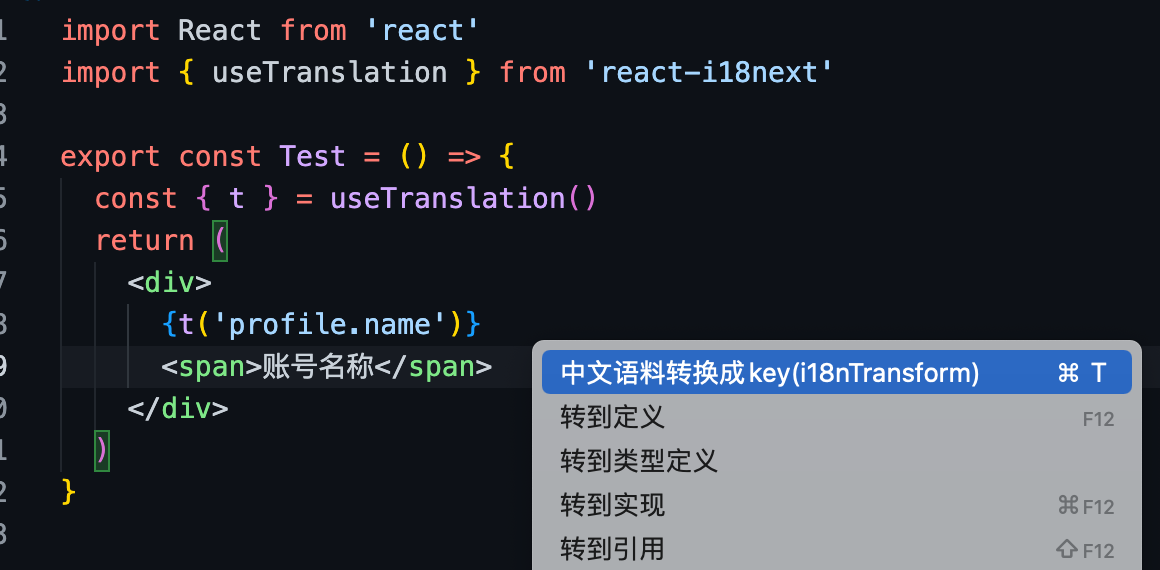 1 import React from 'react'
2 import { useTranslation } from 'react-i18next'
3
4 export const Test = () => {
5   const { t } = useTranslation()
6   return (
7     <div>
8       {t('profile.name')}
9       <span>账号名称</span>
0     </div>
1   )
2 }
3
中文语料转换成key(i18nTransform) ⌘ T
转到定义 F12
转到类型定义
转到实现 ⌘F12
转到引用 ⇧F12